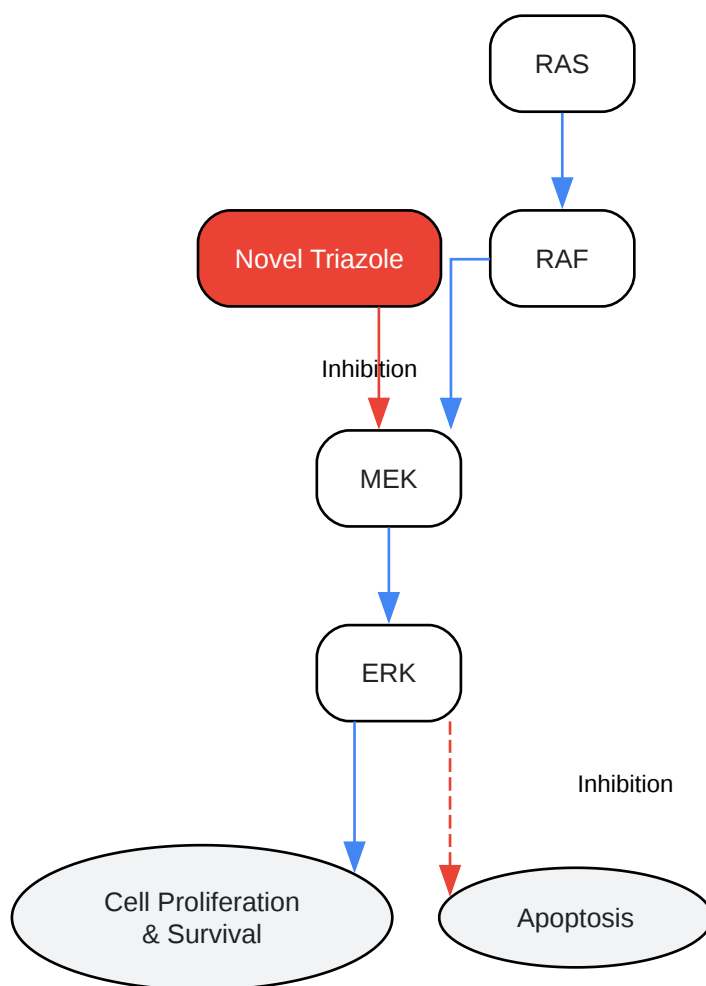 RAS
Novel Triazole
RAF
Inhibition
MEK
ERK
Inhibition
Cell Proliferation
& Survival
Apoptosis